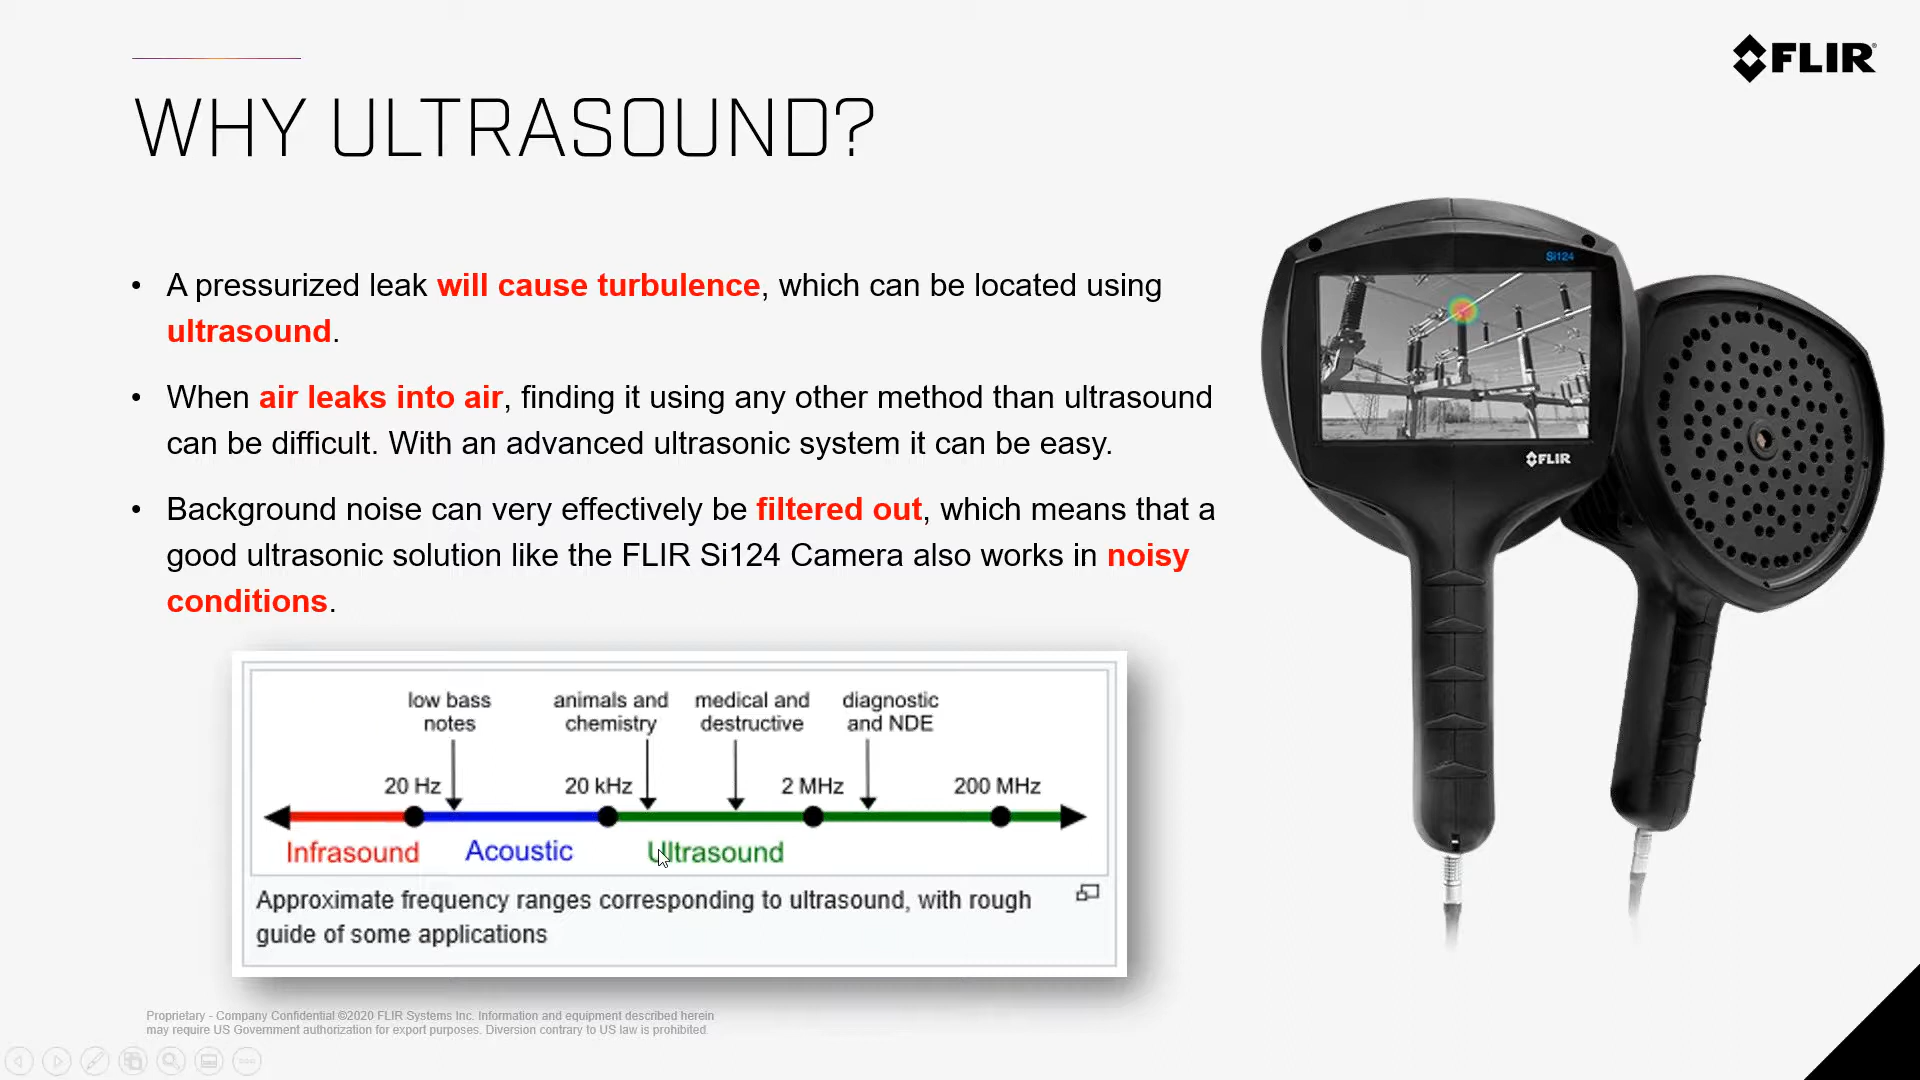 FLIR
WHY ULTRASOUND?
• A pressurized leak will cause turbulence, which can be located using
ultrasound.
• When air leaks into air, finding it using any other method than ultrasound
can be difficult. With an advanced ultrasonic system it can be easy.
• Background noise can very effectively be filtered out, which means that a
good ultrasonic solution like the FLIR Si124 Camera also works in noisy
conditions.
Si124
FLIR
low bass
notes
animals and
chemistry
medical and
destructive
diagnostic
and NDE
20 Hz
20 kHz
2 MHz
200 MHz
Infrasound
Acoustic
Ultrasound
Approximate frequency ranges corresponding to ultrasound, with rough
guide of some applications
Proprietary - Company Confidential ©2020 FLIR Systems Inc. Information and equipment described herein
may require US Government authorization for export purposes. Diversion contrary to US law is prohibited.